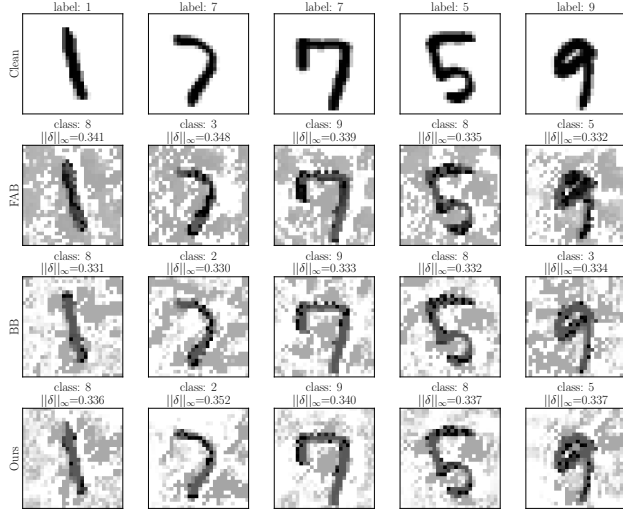 label: 1 label: 7 label: 7 label: 5 label: 9
Clean
class: 8 class: 3 class: 9 class: 8 class: 5
||δ||∞=0.341 ||δ||∞=0.348 ||δ||∞=0.339 ||δ||∞=0.335 ||δ||∞=0.332
FAB
class: 8 class: 2 class: 9 class: 8 class: 3
||δ||∞=0.331 ||δ||∞=0.330 ||δ||∞=0.333 ||δ||∞=0.332 ||δ||∞=0.334
BB
class: 8 class: 2 class: 9 class: 8 class: 5
||δ||∞=0.336 ||δ||∞=0.352 ||δ||∞=0.340 ||δ||∞=0.337 ||δ||∞=0.337
Ours